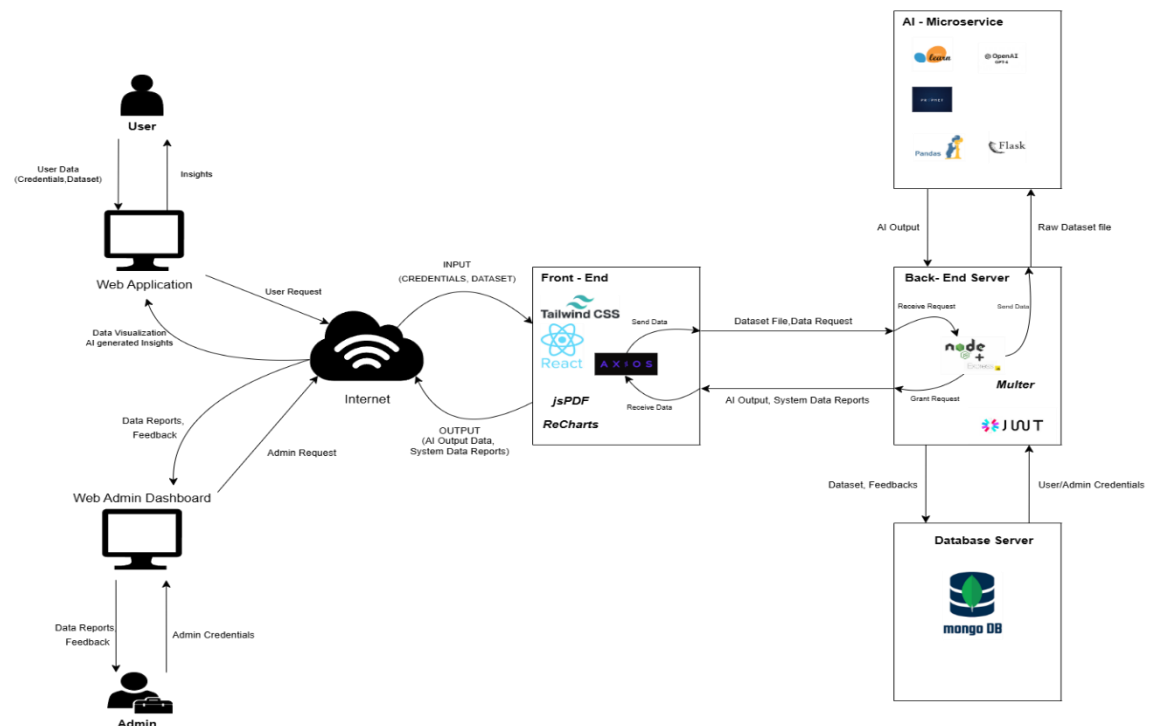 AI - Microservice
learn
OpenAI
GPT-4
PROPHET
Pandas
Flask
User
User Data
(Credentials,Dataset)
Insights
AI Output
Raw Dataset file
Web Application
User Request
INPUT
(CREDENTIALS, DATASET)
Front - End
Tailwind CSS
React
Send Data
AXIOS
Receive Data
jsPDF
ReCharts
Dataset File,Data Request
AI Output, System Data Reports
Back- End Server
Receive Request
Send Data
node
+
Multer
Grant Request
JWT
Data Visualization
AI generated Insights
Internet
Data Reports,
Feedback
Admin Request
OUTPUT
(AI Output Data,
System Data Reports)
Web Admin Dashboard
Dataset, Feedbacks
User/Admin Credentials
Database Server
mongo DB
Data Reports,
Feedback
Admin Credentials
Admin